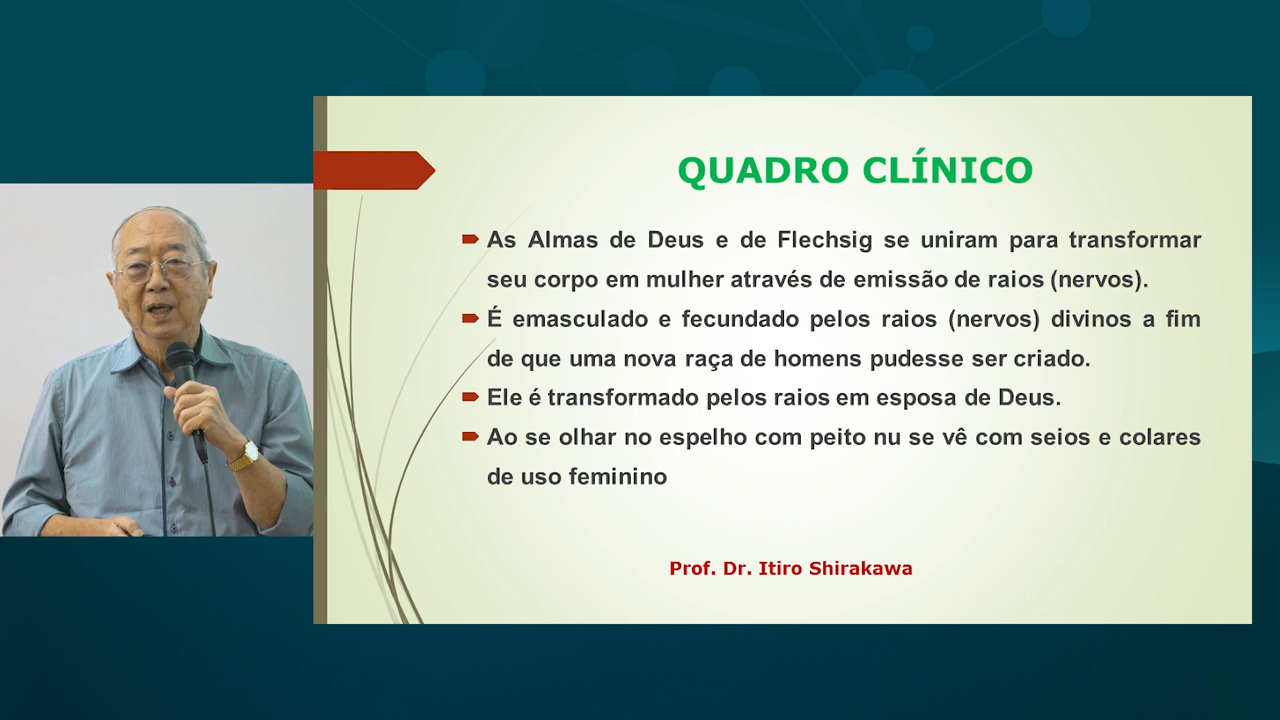 QUADRO CLÍNICO
As Almas de Deus e de Flechsig se uniram para transformar
seu corpo em mulher através de emissão de raios (nervos).
É emasculado e fecundado pelos raios (nervos) divinos a fim
de que uma nova raça de homens pudesse ser criado.
Ele é transformado pelos raios em esposa de Deus.
Ao se olhar no espelho com peito nu se vê com seios e colares
de uso feminino
Prof. Dr. Itiro Shirakawa